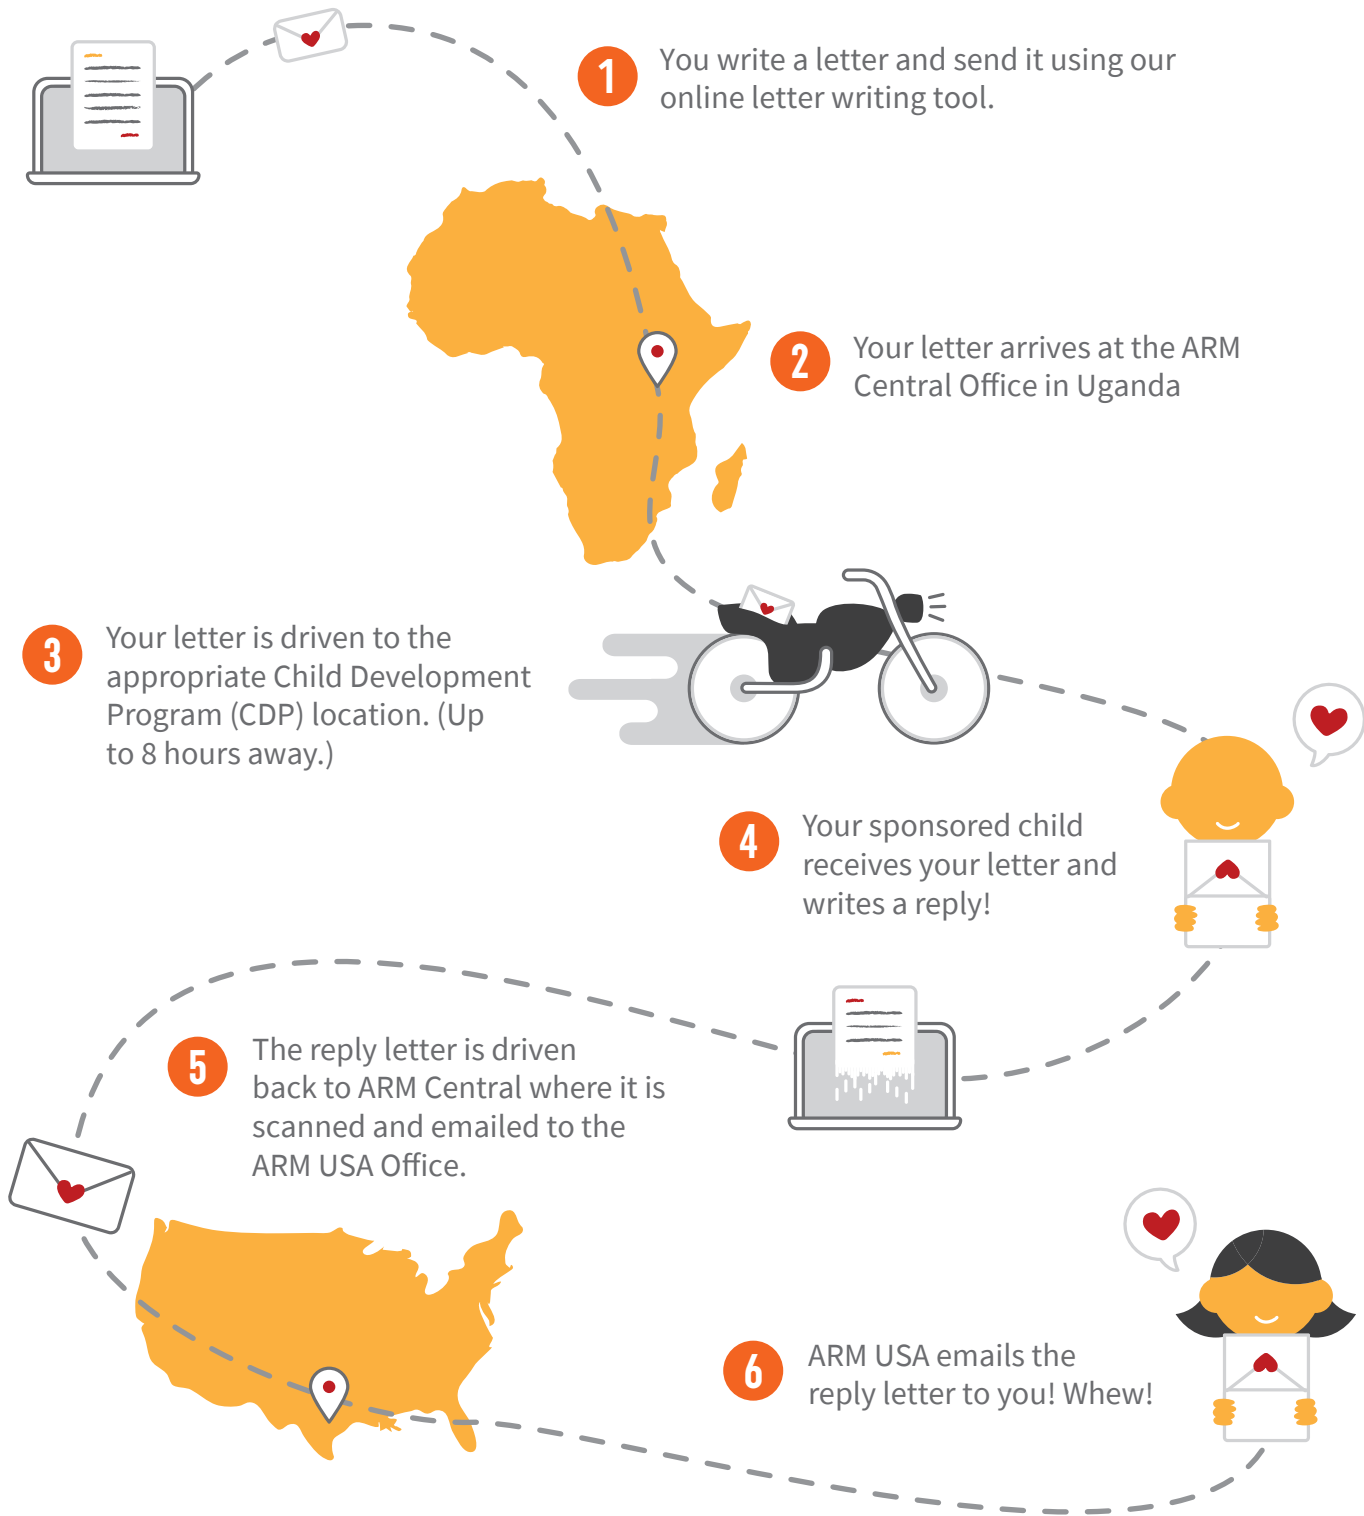 1
You write a letter and send it using our
online letter writing tool.
2
Your letter arrives at the ARM
Central Office in Uganda
3
Your letter is driven to the
appropriate Child Development
Program (CDP) location. (Up
to 8 hours away.)
4
Your sponsored child
receives your letter and
writes a reply!
5
The reply letter is driven
back to ARM Central where it is
scanned and emailed to the
ARM USA Office.
6
ARM USA emails the
reply letter to you! Whew!